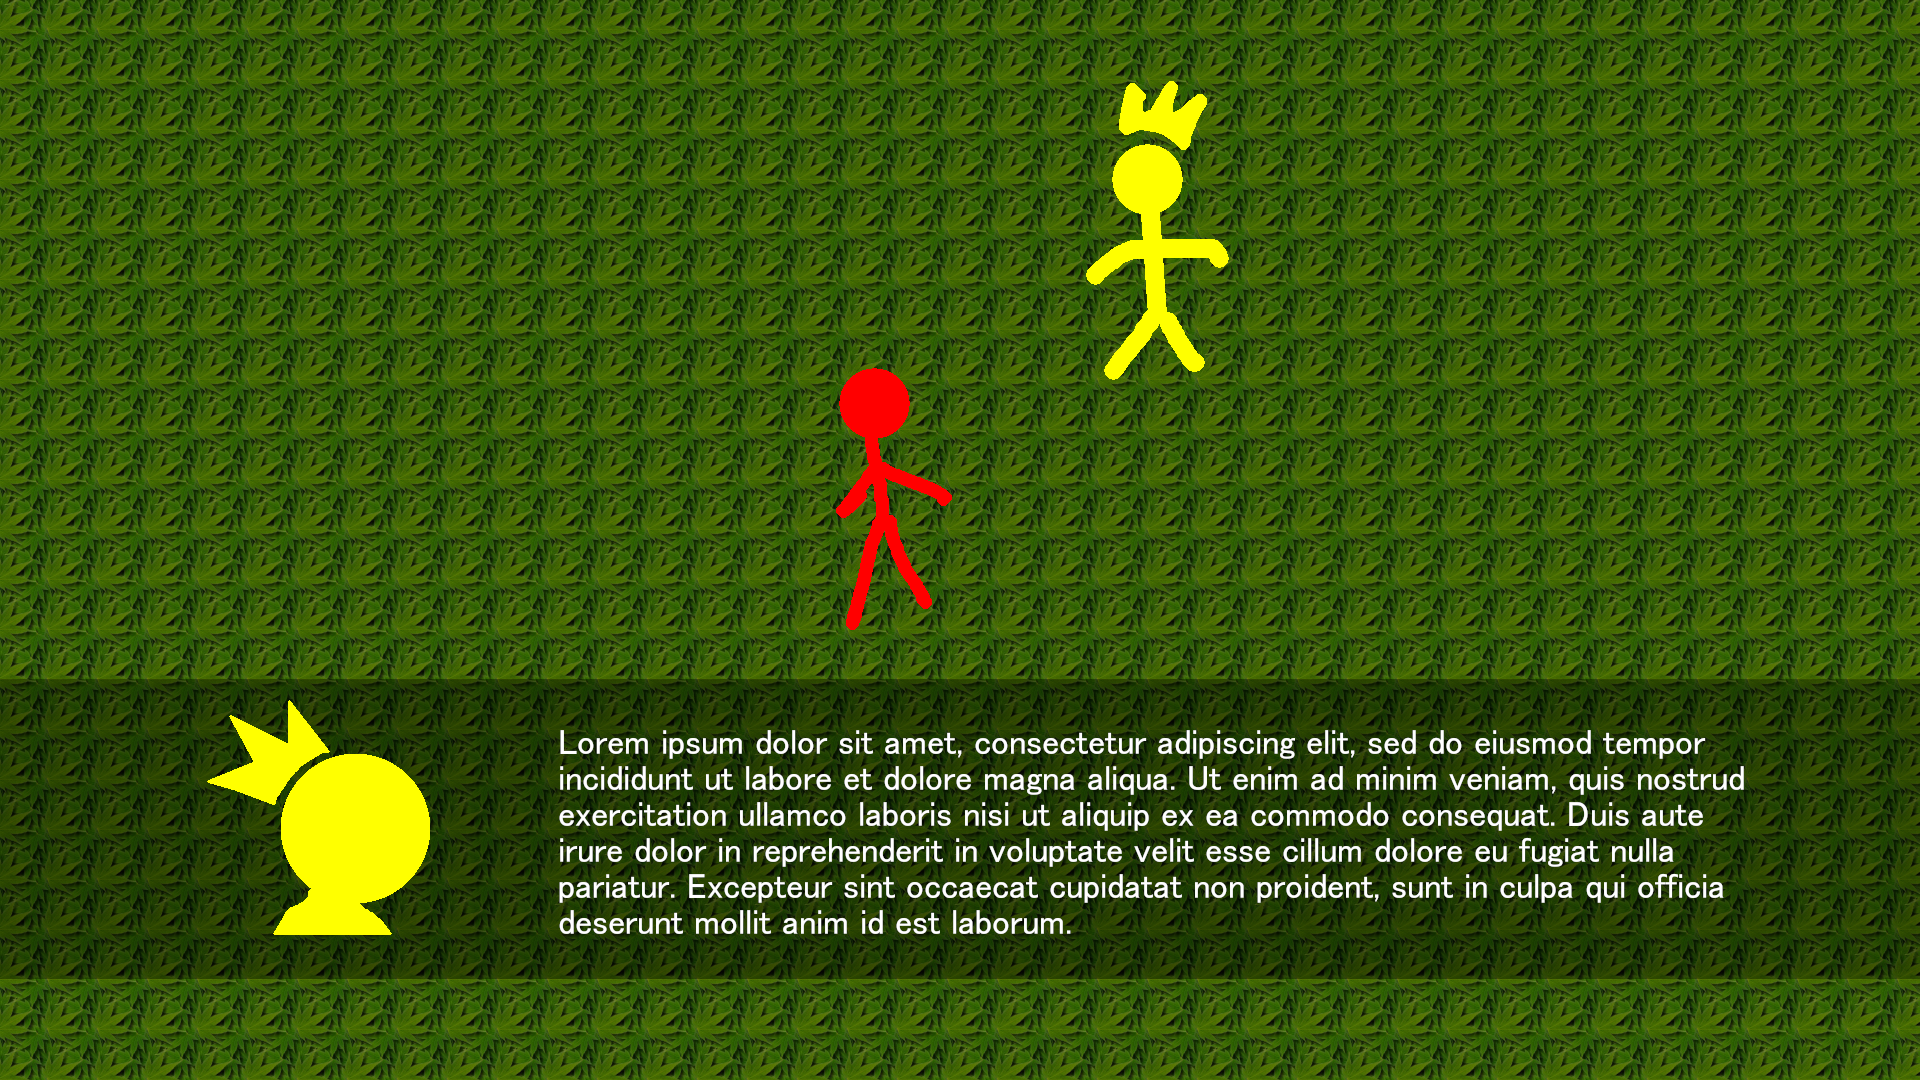 Lorem ipsum dolor sit amet, consectetur adipiscing elit, sed do eiusmod tempor
incididunt ut labore et dolore magna aliqua. Ut enim ad minim veniam, quis nostrud
exercitation ullamco laboris nisi ut aliquip ex ea commodo consequat. Duis aute
irure dolor in reprehenderit in voluptate velit esse cillum dolore eu fugiat nulla
pariatur. Excepteur sint occaecat cupidatat non proident, sunt in culpa qui officia
deserunt mollit anim id est laborum.